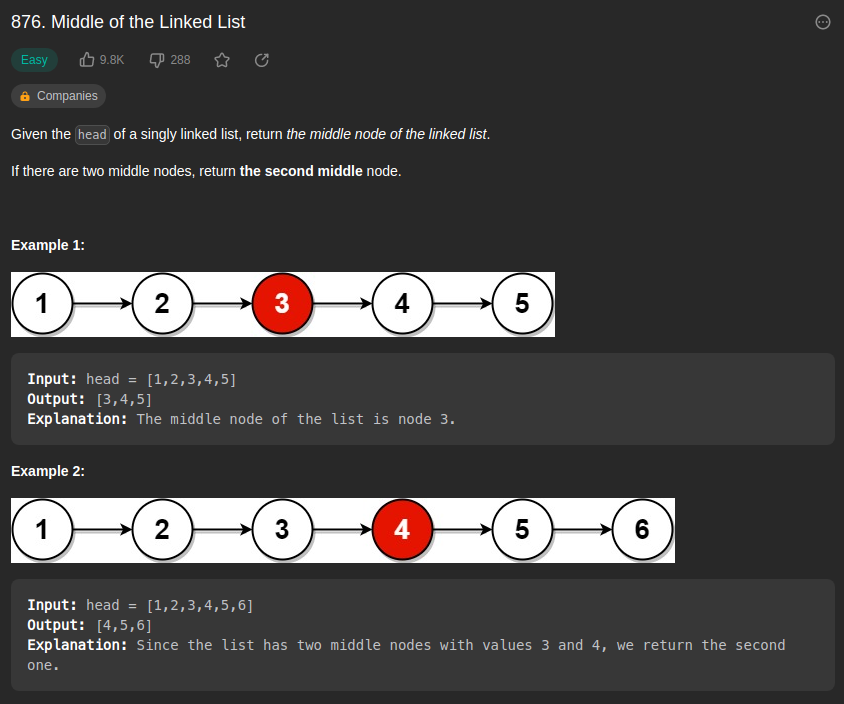 876. Middle of the Linked List
Easy 9.8K 288
Companies
Given the head of a singly linked list, return the middle node of the linked list.
If there are two middle nodes, return the second middle node.
Example 1:
1 2 3 4 5
Input: head = [1,2,3,4,5]
Output: [3,4,5]
Explanation: The middle node of the list is node 3.
Example 2:
1 2 3 4 5 6
Input: head = [1,2,3,4,5,6]
Output: [4,5,6]
Explanation: Since the list has two middle nodes with values 3 and 4, we return the second
one.